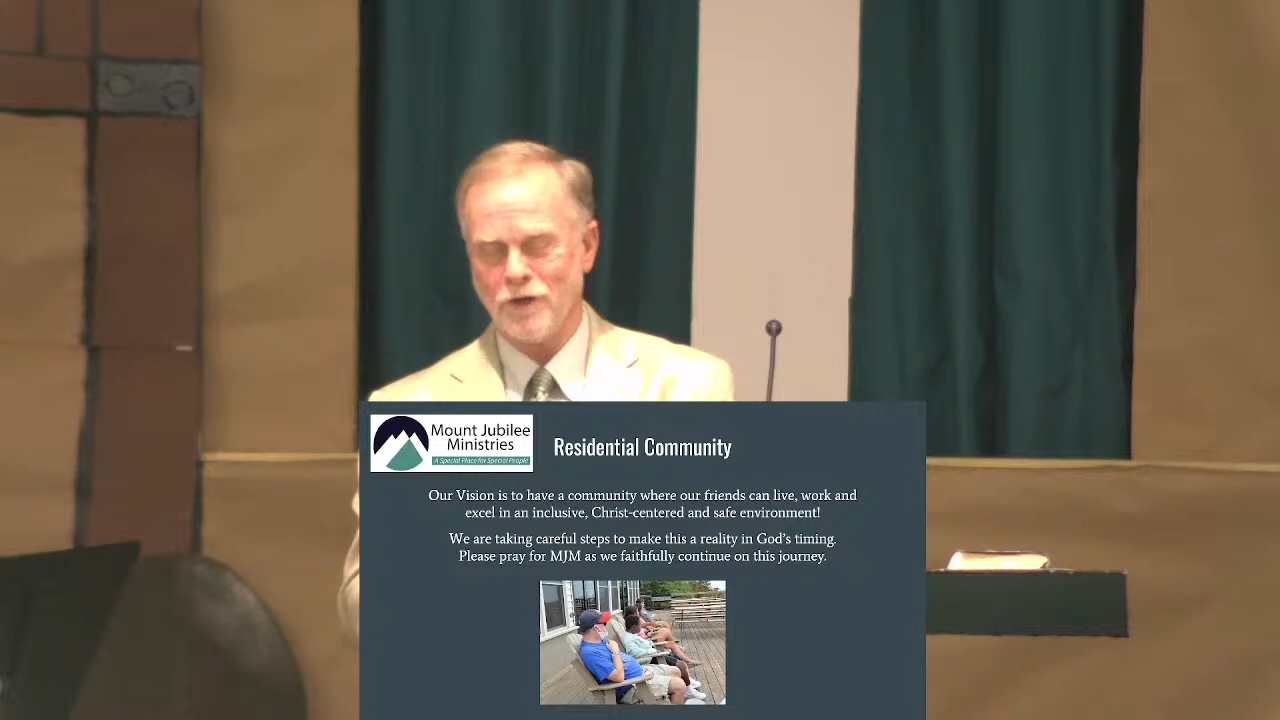 Mount Jubilee
Ministries
A Special Place for Special People
Residential Community
Our Vision is to have a community where our friends can live, work and
excel in an inclusive, Christ-centered and safe environment!
We are taking careful steps to make this a reality in God's timing.
Please pray for MJM as we faithfully continue on this journey.